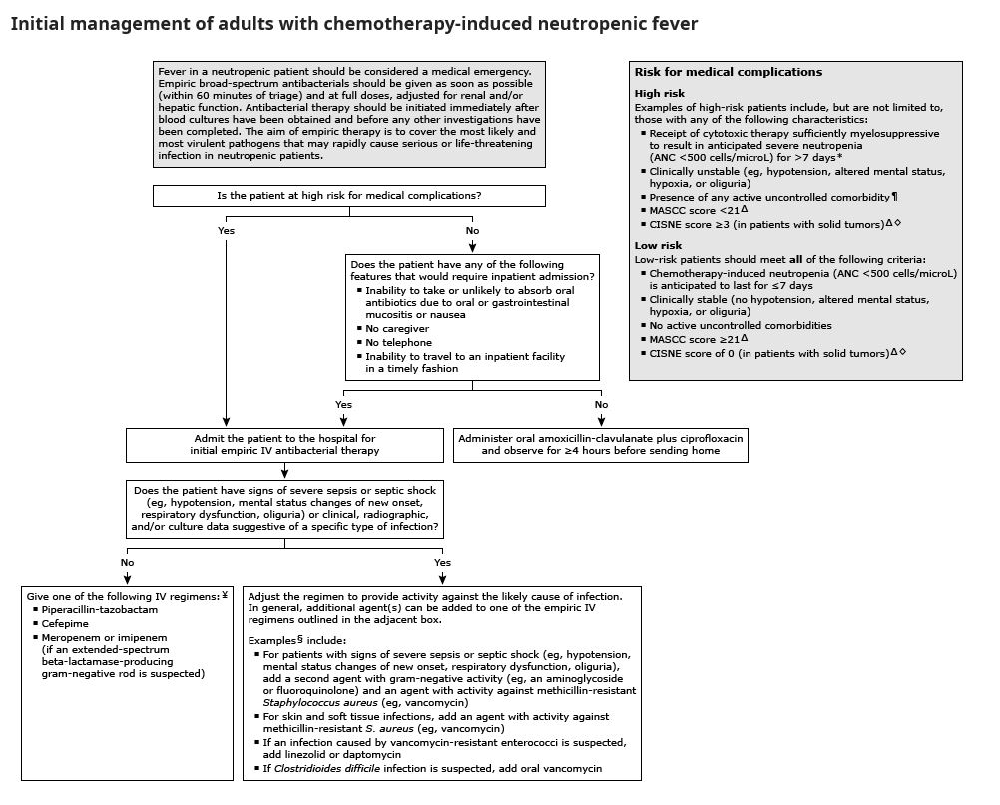 Initial management of adults with chemotherapy-induced neutropenic fever
Fever in a neutropenic patient should be considered a medical emergency.
Empiric broad-spectrum antibacterials should be given as soon as possible
(within 60 minutes of triage) and at full doses, adjusted for renal and/or
hepatic function. Antibacterial therapy should be initiated immediately after
blood cultures have been obtained and before any other investigations have
been completed. The aim of empiric therapy is to cover the most likely and
most virulent pathogens that may rapidly cause serious or life-threatening
infection in neutropenic patients.
Is the patient at high risk for medical complications?
Yes
No
Does the patient have any of the following
features that would require inpatient admission?
▪ Inability to take or unlikely to absorb oral
antibiotics due to oral or gastrointestinal
mucositis or nausea
▪ No caregiver
▪ No telephone
▪ Inability to travel to an inpatient facility
in a timely fashion
Yes
No
Admit the patient to the hospital for
initial empiric IV antibacterial therapy
Administer oral amoxicillin-clavulanate plus ciprofloxacin
and observe for ≥4 hours before sending home
Does the patient have signs of severe sepsis or septic shock
(eg, hypotension, mental status changes of new onset,
respiratory dysfunction, oliguria) or clinical, radiographic,
and/or culture data suggestive of a specific type of infection?
No
Yes
Give one of the following IV regimens:¥
▪ Piperacillin-tazobactam
▪ Cefepime
▪ Meropenem or imipenem
(if an extended-spectrum
beta-lactamase-producing
gram-negative rod is suspected)
Adjust the regimen to provide activity against the likely cause of infection.
In general, additional agent(s) can be added to one of the empiric IV
regimens outlined in the adjacent box.
Examples§ include:
▪ For patients with signs of severe sepsis or septic shock (eg, hypotension,
mental status changes of new onset, respiratory dysfunction, oliguria),
add a second agent with gram-negative activity (eg, an aminoglycoside
or fluoroquinolone) and an agent with activity against methicillin-resistant
Staphylococcus aureus (eg, vancomycin)
▪ For skin and soft tissue infections, add an agent with activity against
methicillin-resistant S. aureus (eg, vancomycin)
▪ If an infection caused by vancomycin-resistant enterococci is suspected,
add linezolid or daptomycin
▪ If Clostridioides difficile infection is suspected, add oral vancomycin
Risk for medical complications
High risk
Examples of high-risk patients include, but are not limited to,
those with any of the following characteristics:
▪ Receipt of cytotoxic therapy sufficiently myelosuppressive
to result in anticipated severe neutropenia
(ANC <500 cells/microL) for >7 days*
▪ Clinically unstable (eg, hypotension, altered mental status,
hypoxia, or oliguria)
▪ Presence of any active uncontrolled comorbidity¶
▪ MASCC score <21Δ
▪ CISNE score ≥3 (in patients with solid tumors)Δ◊
Low risk
Low-risk patients should meet all of the following criteria:
▪ Chemotherapy-induced neutropenia (ANC <500 cells/microL)
is anticipated to last for ≤7 days
▪ Clinically stable (no hypotension, altered mental status,
hypoxia, or oliguria)
▪ No active uncontrolled comorbidities
▪ MASCC score ≥21Δ
▪ CISNE score of 0 (in patients with solid tumors)Δ◊